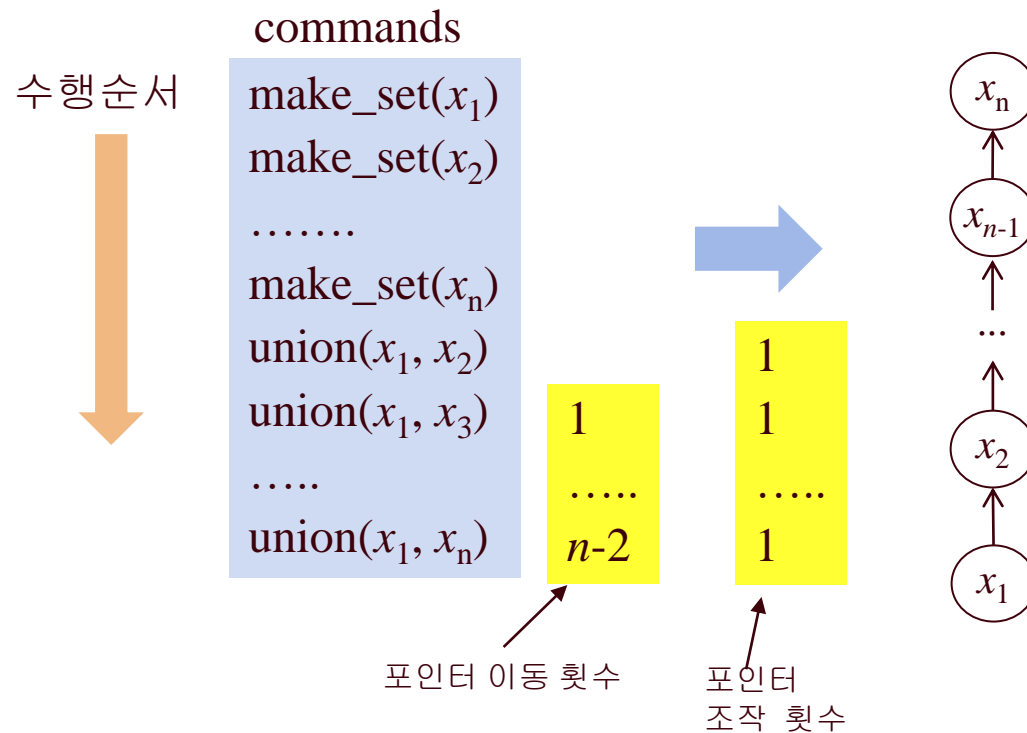 commands
수행순서
make_set(x₁)
make_set(x₂)
…….
make_set(xₙ)
union(x₁, x₂)
union(x₁, x₃)
…..
union(x₁, xₙ)
1
…..
n-2
1
1
…..
1
포인터 이동 횟수
포인터
조작 횟수
xₙ
xₙ₋₁
...
x₂
x₁